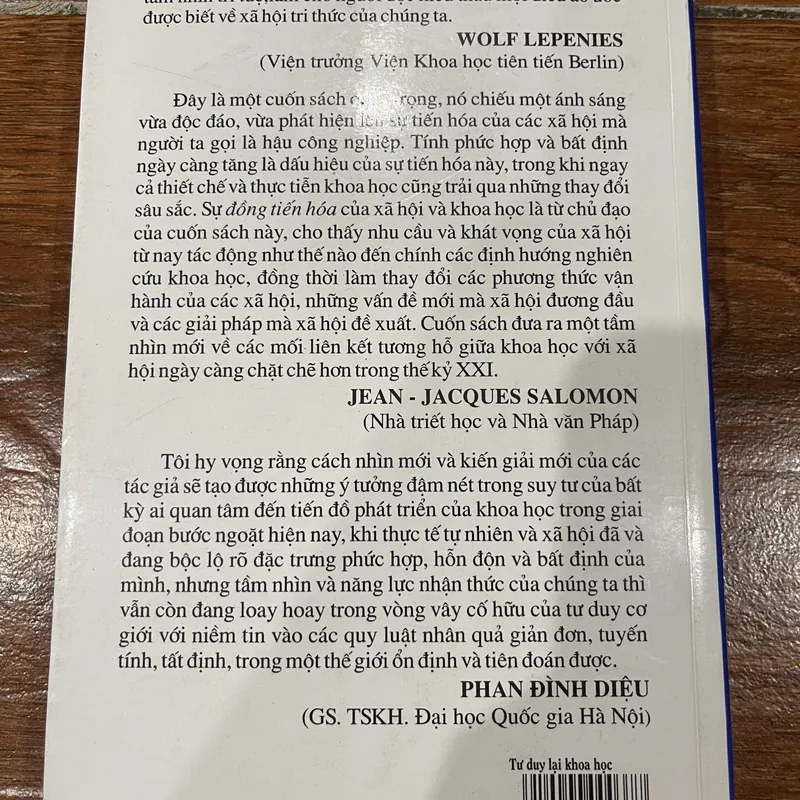 được biết về xã hội tri thức của chúng ta.
WOLF LEPENIES
(Viện trưởng Viện Khoa học tiên tiến Berlin)
Đây là một cuốn sách trọng, nó chiếu một ánh sáng
vừa độc đáo, vừa phát hiện lên sự tiến hóa của các xã hội mà
người ta gọi là hậu công nghiệp. Tính phức hợp và bất định
ngày càng tăng là dấu hiệu của sự tiến hóa này, trong khi ngay
cả thiết chế và thực tiễn khoa học cũng trải qua những thay đổi
sâu sắc. Sự đồng tiến hóa của xã hội và khoa học là từ chủ đạo
của cuốn sách này, cho thấy nhu cầu và khát vọng của xã hội
từ nay tác động như thế nào đến chính các định hướng nghiên
cứu khoa học, đồng thời làm thay đổi các phương thức vận
hành của các xã hội, những vấn đề mới mà xã hội đương đầu
và các giải pháp mà xã hội đề xuất. Cuốn sách đưa ra một tầm
nhìn mới về các mối liên kết tương hỗ giữa khoa học với xã
hội ngày càng chặt chẽ hơn trong thế kỷ XXI.
JEAN - JACQUES SALOMON
(Nhà triết học và Nhà văn Pháp)
Tôi hy vọng rằng cách nhìn mới và kiến giải mới của các
tác giả sẽ tạo được những ý tưởng đậm nét trong suy tư của bất
kỳ ai quan tâm đến tiến đồ phát triển của khoa học trong giai
đoạn bước ngoặt hiện nay, khi thực tế tự nhiên và xã hội đã và
đang bộc lộ rõ đặc trưng phức hợp, hỗn độn và bất định của
mình, nhưng tầm nhìn và năng lực nhận thức của chúng ta thì
vẫn còn đang loay hoay trong vòng vây cố hữu của tư duy cơ
giới với niềm tin vào các quy luật nhân quả giản đơn, tuyến
tính, tất định, trong một thế giới ổn định và tiên đoán được.
PHAN ĐÌNH DIỆU
(GS. TSKH. Đại học Quốc gia Hà Nội)
Tư duy lại khoa học